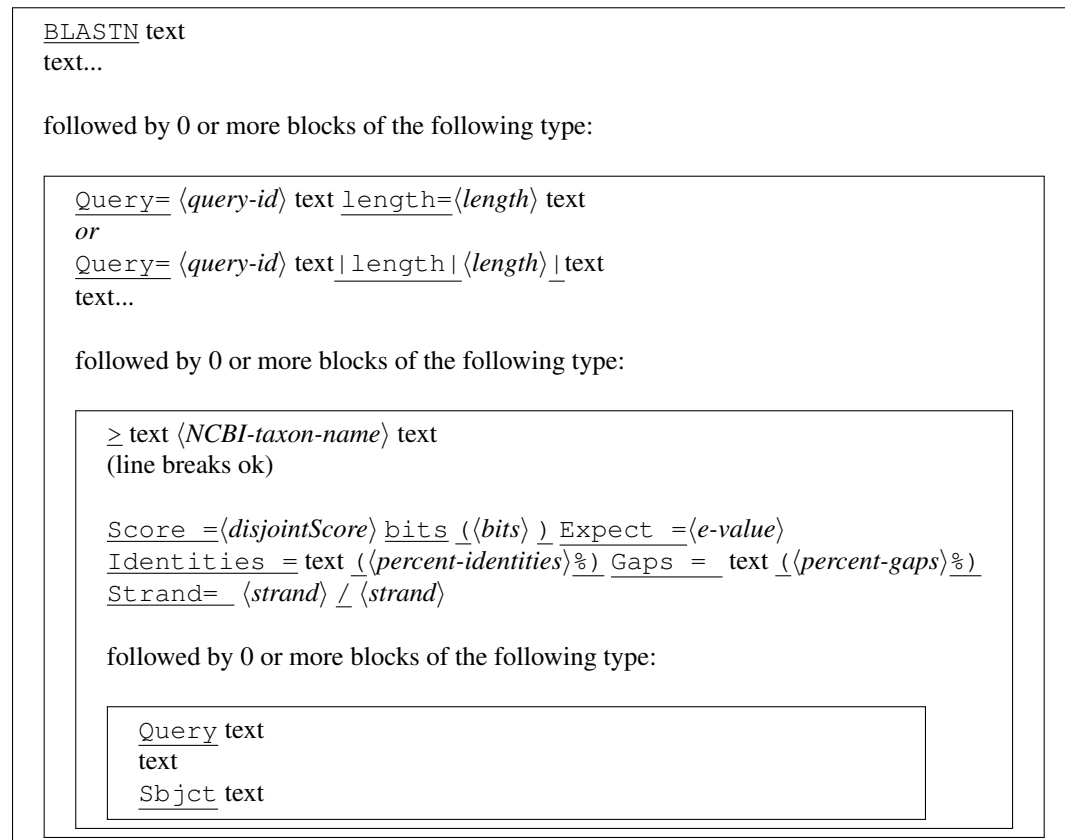 BLASTN text
text...
followed by 0 or more blocks of the following type:
Query= ⟨query-id⟩ text length=⟨length⟩ text
or
Query= ⟨query-id⟩ text|length|⟨length⟩|text
text...
followed by 0 or more blocks of the following type:
> text ⟨NCBI-taxon-name⟩ text
(line breaks ok)
Score =⟨disjointScore⟩ bits (⟨bits⟩ ) Expect =⟨e-value⟩
Identities = text (⟨percent-identities⟩%) Gaps = text (⟨percent-gaps⟩%)
Strand= ⟨strand⟩ / ⟨strand⟩
followed by 0 or more blocks of the following type:
Query text
text
Sbjct text